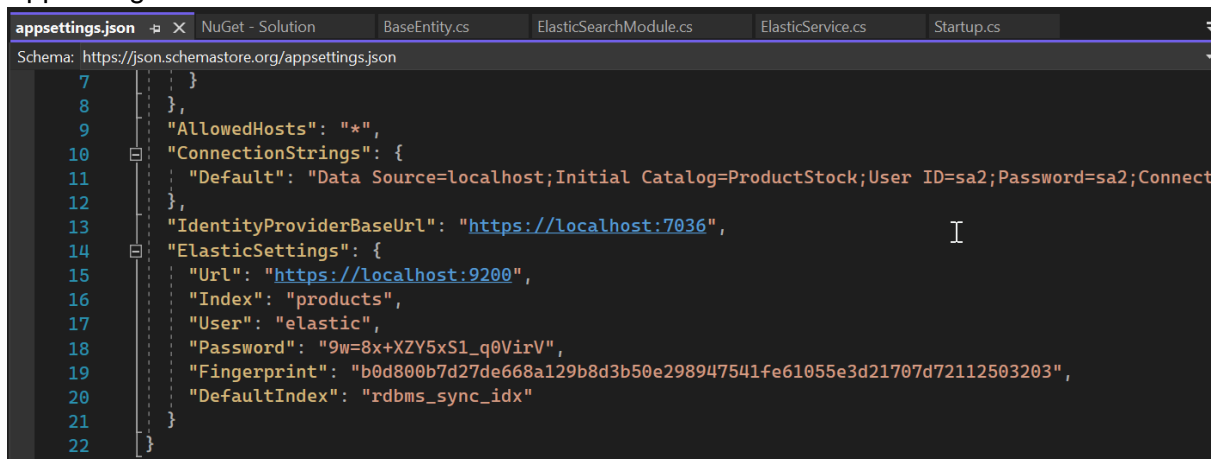 appsettings.json NuGet - Solution BaseEntity.cs ElasticSearchModule.cs ElasticService.cs Startup.cs
Schema: https://json.schemastore.org/appsettings.json
7 }
8 },
9 "AllowedHosts": "*",
10 "ConnectionStrings": {
11 "Default": "Data Source=localhost;Initial Catalog=ProductStock;User ID=sa2;Password=sa2;Connect
12 },
13 "IdentityProviderBaseUrl": "https://localhost:7036",
14 "ElasticSettings": {
15 "Url": "https://localhost:9200",
16 "Index": "products",
17 "User": "elastic",
18 "Password": "9w=8x+XZY5xS1_q0VirV",
19 "Fingerprint": "b0d800b7d27de668a129b8d3b50e298947541fe61055e3d21707d72112503203",
20 "DefaultIndex": "rdbms_sync_idx"
21 }
22 }